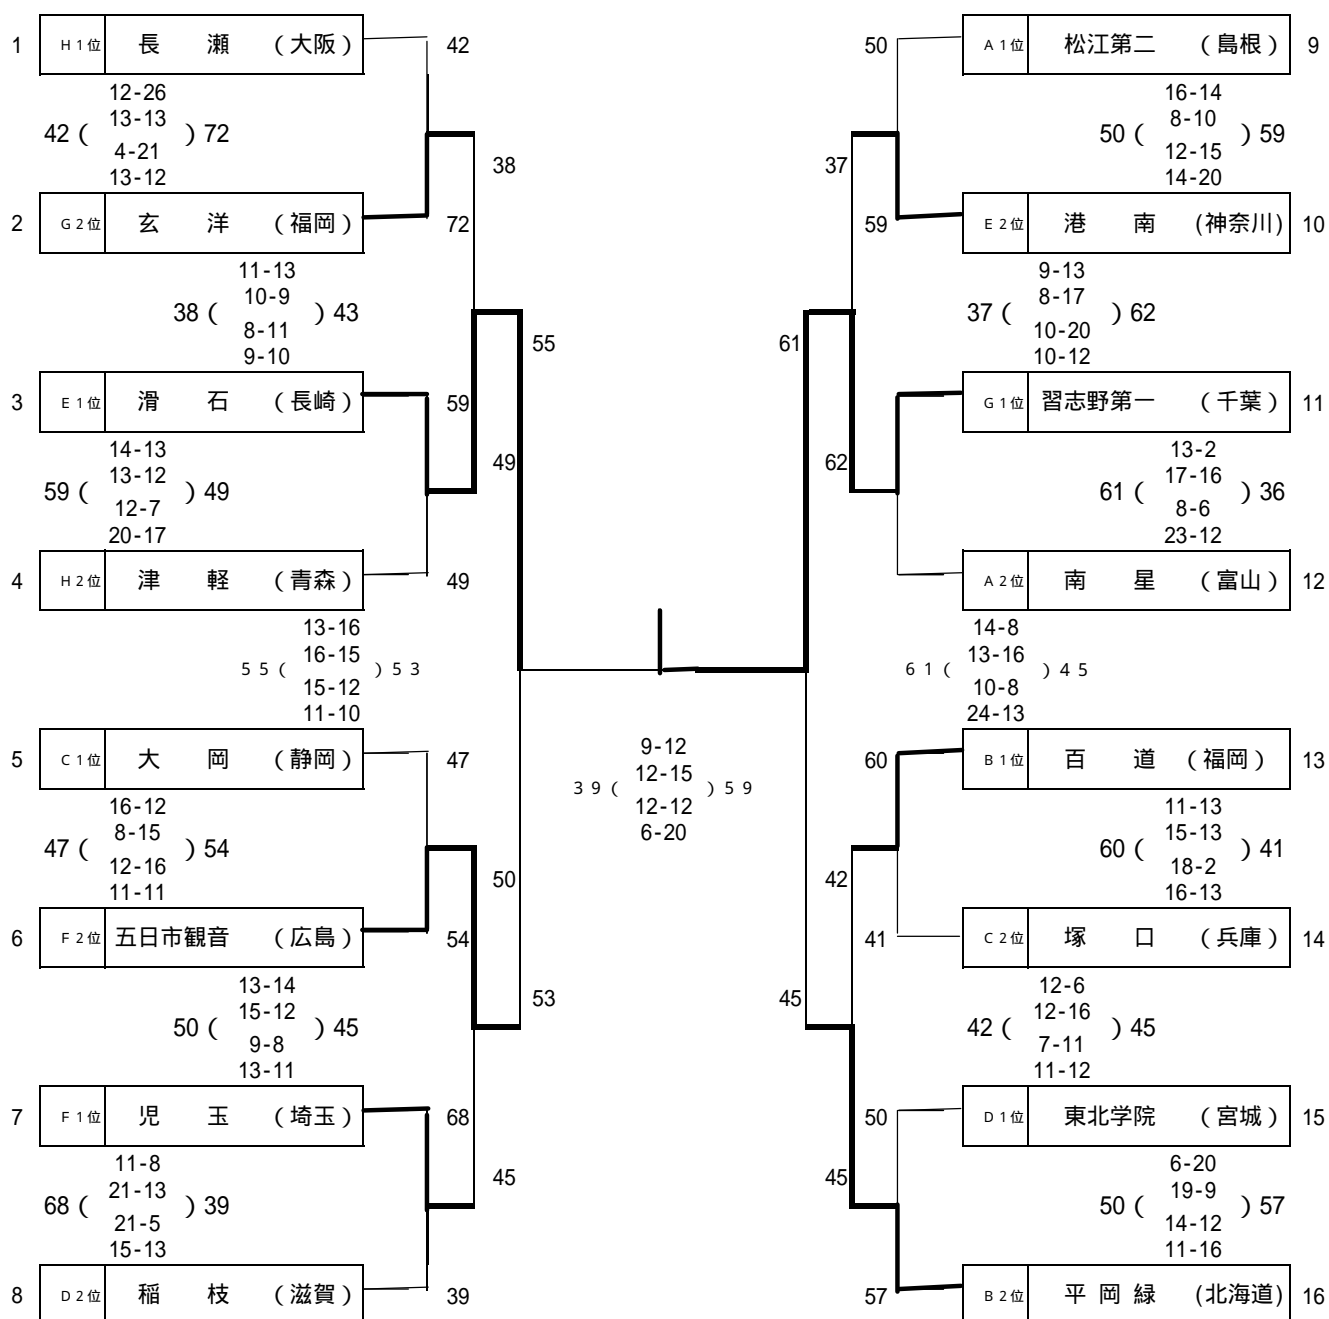 1 H1位 長 瀬 (大阪) 42
12-26
13-13
42 ( ) 72
4-21
13-12
38
2 G2位 玄 洋 (福岡) 72
11-13
10-9
38 ( ) 43
8-11
9-10
55
3 E1位 滑 石 (長崎) 59
14-13
13-12
59 ( ) 49
12-7
20-17
49
4 H2位 津 軽 (青森) 49
13-16
16-15
55( )53
15-12
11-10
5 C1位 大 岡 (静岡) 47
16-12
8-15
47 ( ) 54
12-16
11-11
50
6 F2位 五日市観音 (広島) 54
13-14
15-12
50 ( ) 45
9-8
13-11
53
7 F1位 児 玉 (埼玉) 68
11-8
21-13
68 ( ) 39
21-5
15-13
45
8 D2位 稲 枝 (滋賀) 39
9-12
12-15
39( )59
12-12
6-20
50 A1位 松江第二 (島根) 9
16-14
8-10
50 ( ) 59
12-15
14-20
37
59 E2位 港 南 (神奈川) 10
9-13
8-17
37 ( ) 62
10-20
10-12
61
G1位 習志野第一 (千葉) 11
13-2
17-16
61 ( ) 36
8-6
23-12
62
A2位 南 星 (富山) 12
14-8
13-16
61( )45
10-8
24-13
60 B1位 百 道 (福岡) 13
11-13
15-13
60 ( ) 41
18-2
16-13
42
41 C2位 塚 口 (兵庫) 14
12-6
12-16
42 ( ) 45
7-11
11-12
45
50 D1位 東北学院 (宮城) 15
6-20
19-9
50 ( ) 57
14-12
11-16
45
57 B2位 平 岡 緑 (北海道) 16